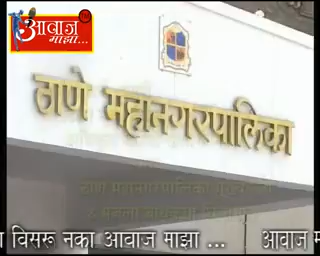 आवाज
माझा...
ठाणे महानगरपालिका
विसरू नका आवाज माझा ... आवाज म